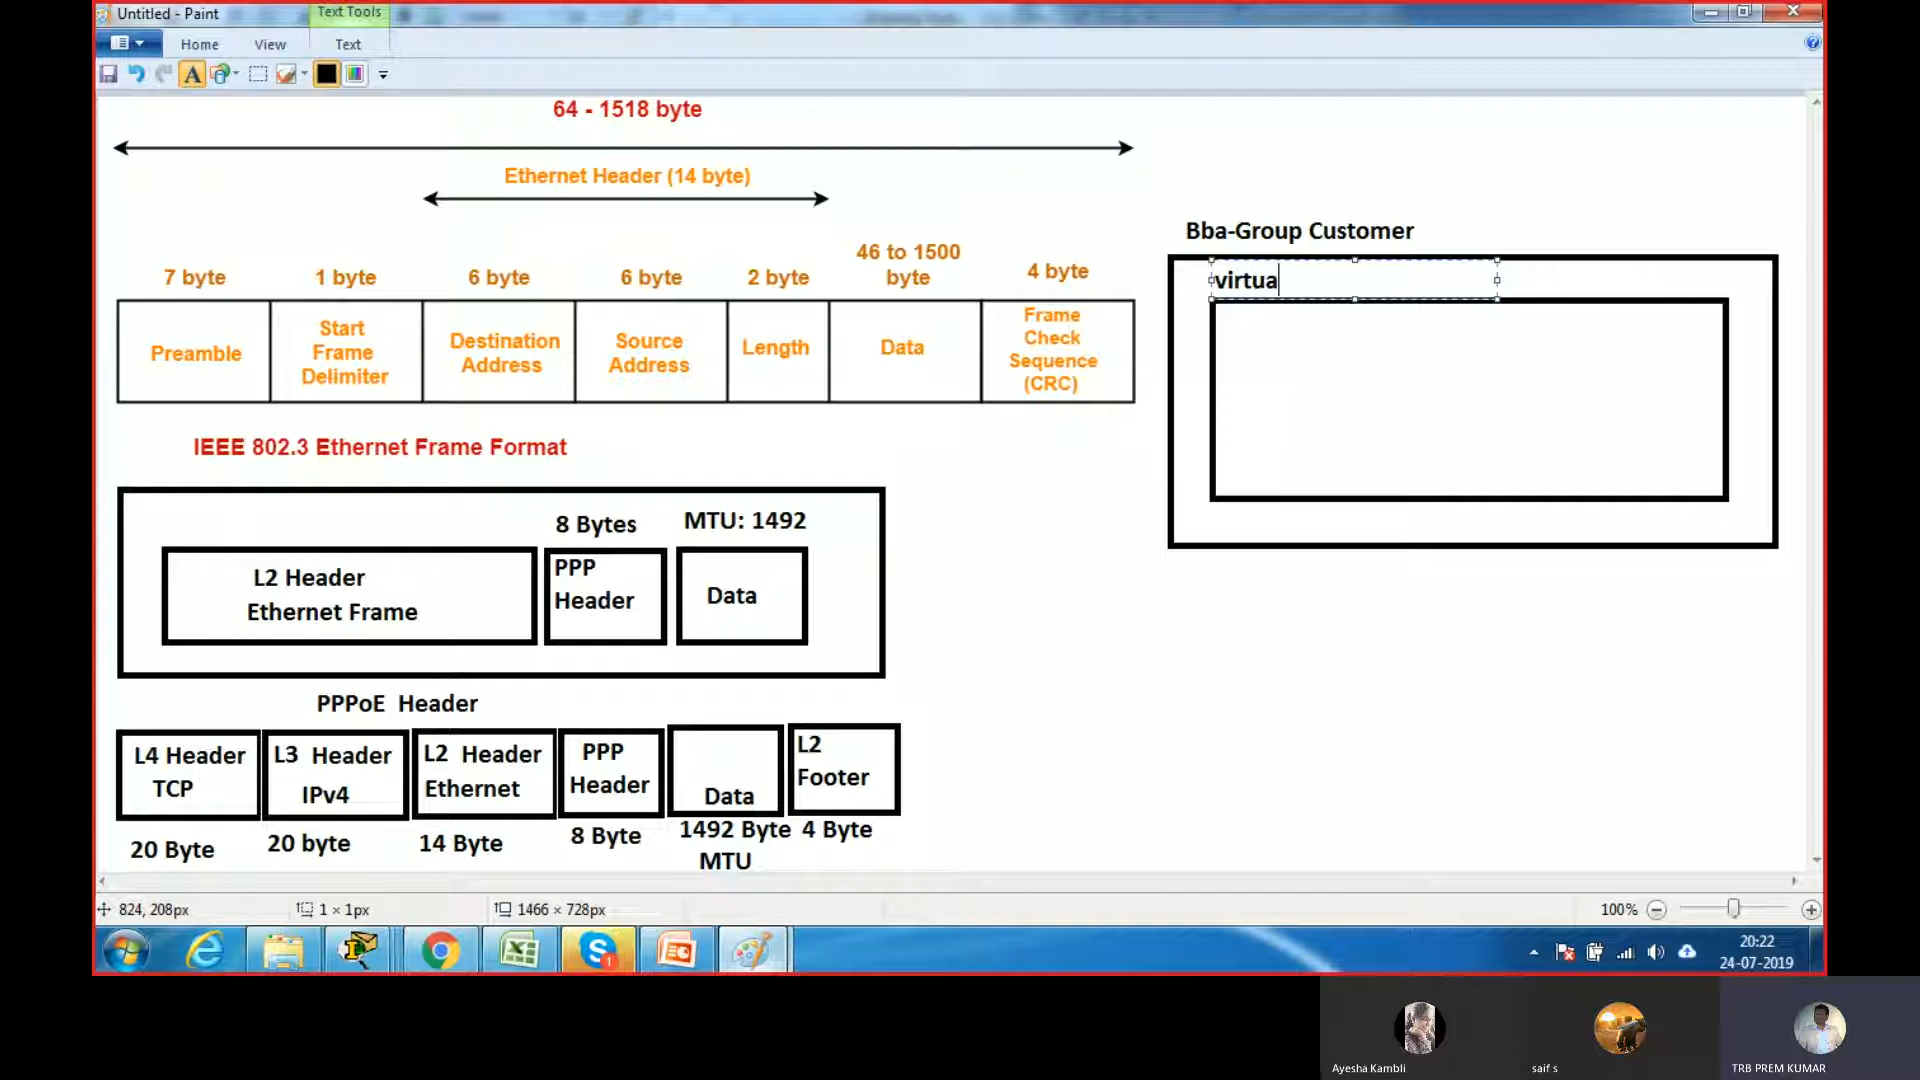 Untitled - Paint
Text Tools
Home
View
Text
64 - 1518 byte
Ethernet Header (14 byte)
7 byte
1 byte
6 byte
6 byte
2 byte
46 to 1500
byte
4 byte
Preamble
Start
Frame
Delimiter
Destination
Address
Source
Address
Length
Data
Frame
Check
Sequence
(CRC)
IEEE 802.3 Ethernet Frame Format
Bba-Group Customer
virtua
8 Bytes
MTU: 1492
L2 Header
Ethernet Frame
PPP
Header
Data
PPPoE Header
L4 Header
TCP
L3 Header
IPv4
L2 Header
Ethernet
PPP
Header
Data
L2
Footer
20 Byte
20 byte
14 Byte
8 Byte
1492 Byte
MTU
4 Byte
824, 208px
1 × 1px
1466 × 728px
100%
20:22
24-07-2019
Ayesha Kambli
saif s
TRB PREM KUMAR